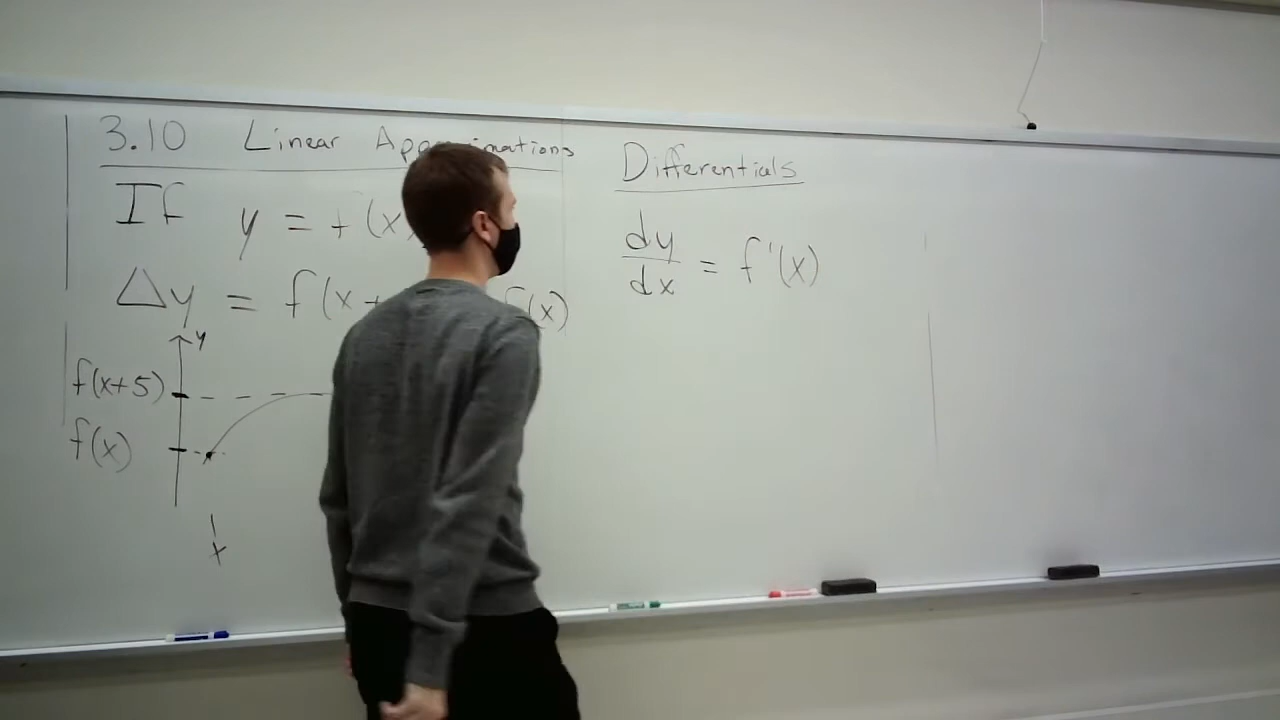 3.10 Linear
If y = f(x
Δy = f(x + f(x)
y
f(x+5)
f(x)
x
Differentials
dy/dx = f'(x)